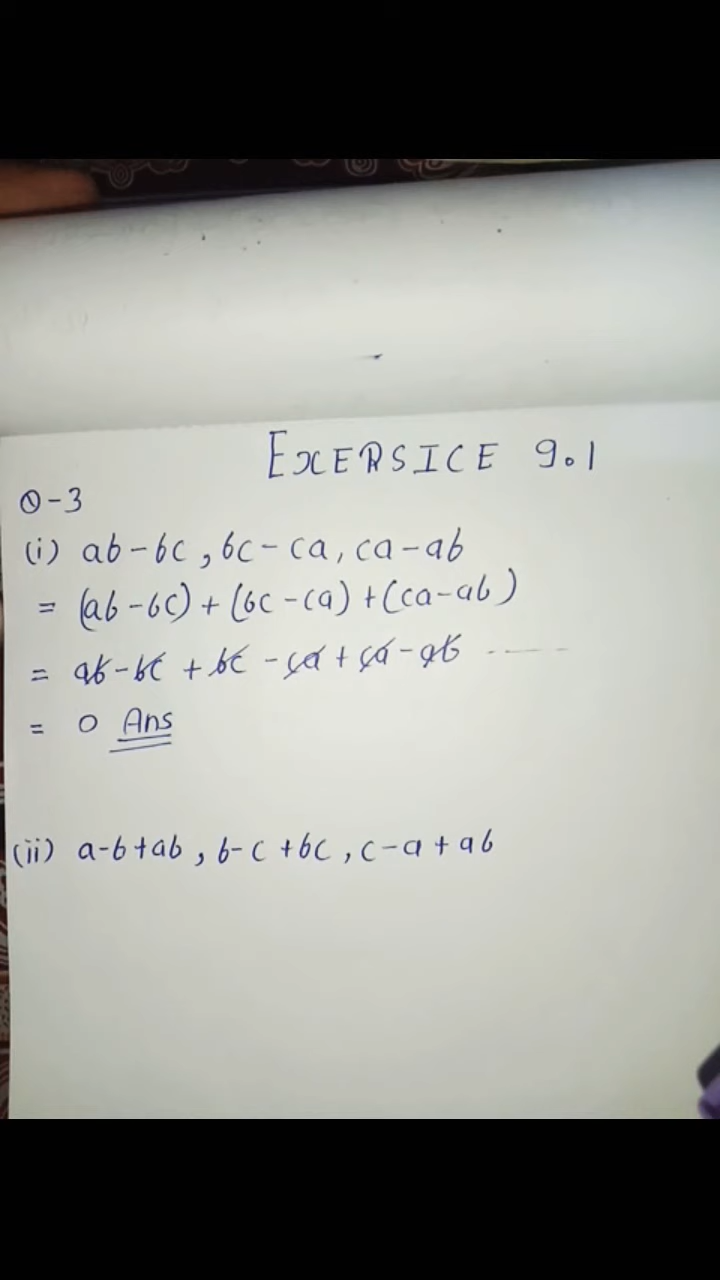 EXERSICE 9.1
Q-3
(i) ab-bc, bc-ca, ca-ab
= (ab-bc)+(bc-ca)+(ca-ab)
= ab-bc+bc-ca+ca-ab
= 0 Ans
(ii) a-b+ab, b-c+bc, c-a+ab